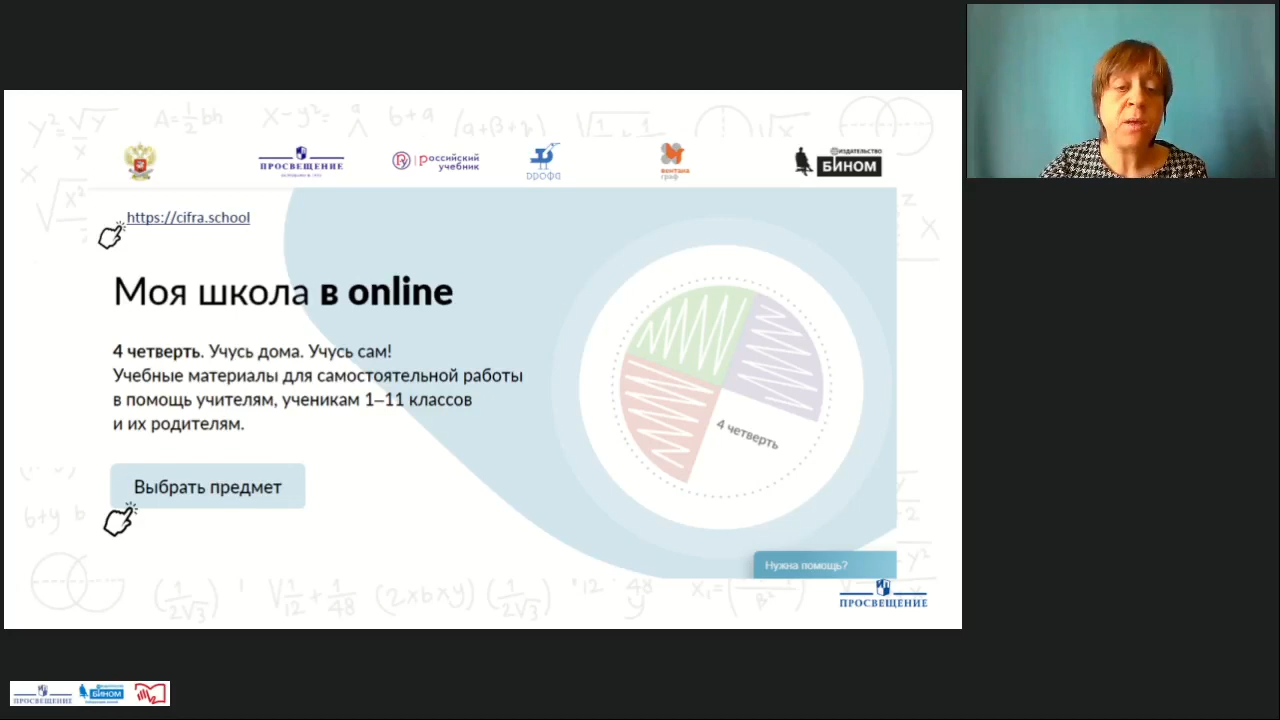 ПРОСВЕЩЕНИЕ
российский учебник
дрофа
вентана
граф
ИЗДАТЕЛЬСТВО
БИНОМ
https://cifra.school
Моя школа в online
4 четверть. Учусь дома. Учусь сам!
Учебные материалы для самостоятельной работы
в помощь учителям, ученикам 1–11 классов
и их родителям.
4 четверть
Выбрать предмет
Нужна помощь?
ПРОСВЕЩЕНИЕ
ПРОСВЕЩЕНИЕ
БИНОМ